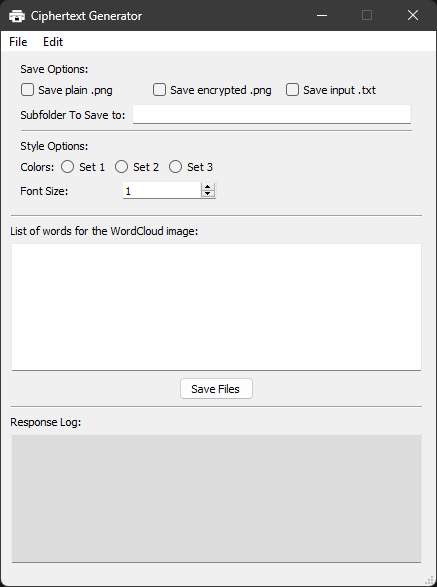 Ciphertext Generator
File Edit
Save Options:
Save plain .png Save encrypted .png Save input .txt
Subfolder To Save to:
Style Options:
Colors: Set 1 Set 2 Set 3
Font Size: 1
List of words for the WordCloud image:
Save Files
Response Log: